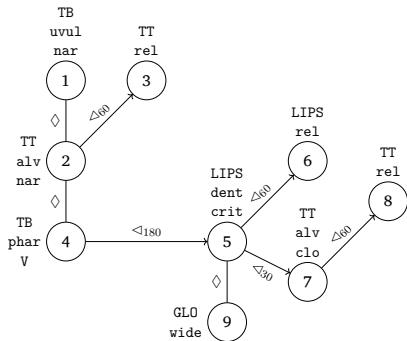 TB
uvul
nar
1
TT
rel
3
◇
◁60
TT
alv
nar
2
◇
TB
phar
V
4
◁180
LIPS
dent
crit
5
◁60
LIPS
rel
6
◁30
TT
alv
clo
7
◁60
TT
rel
8
◇
GLO
wide
9